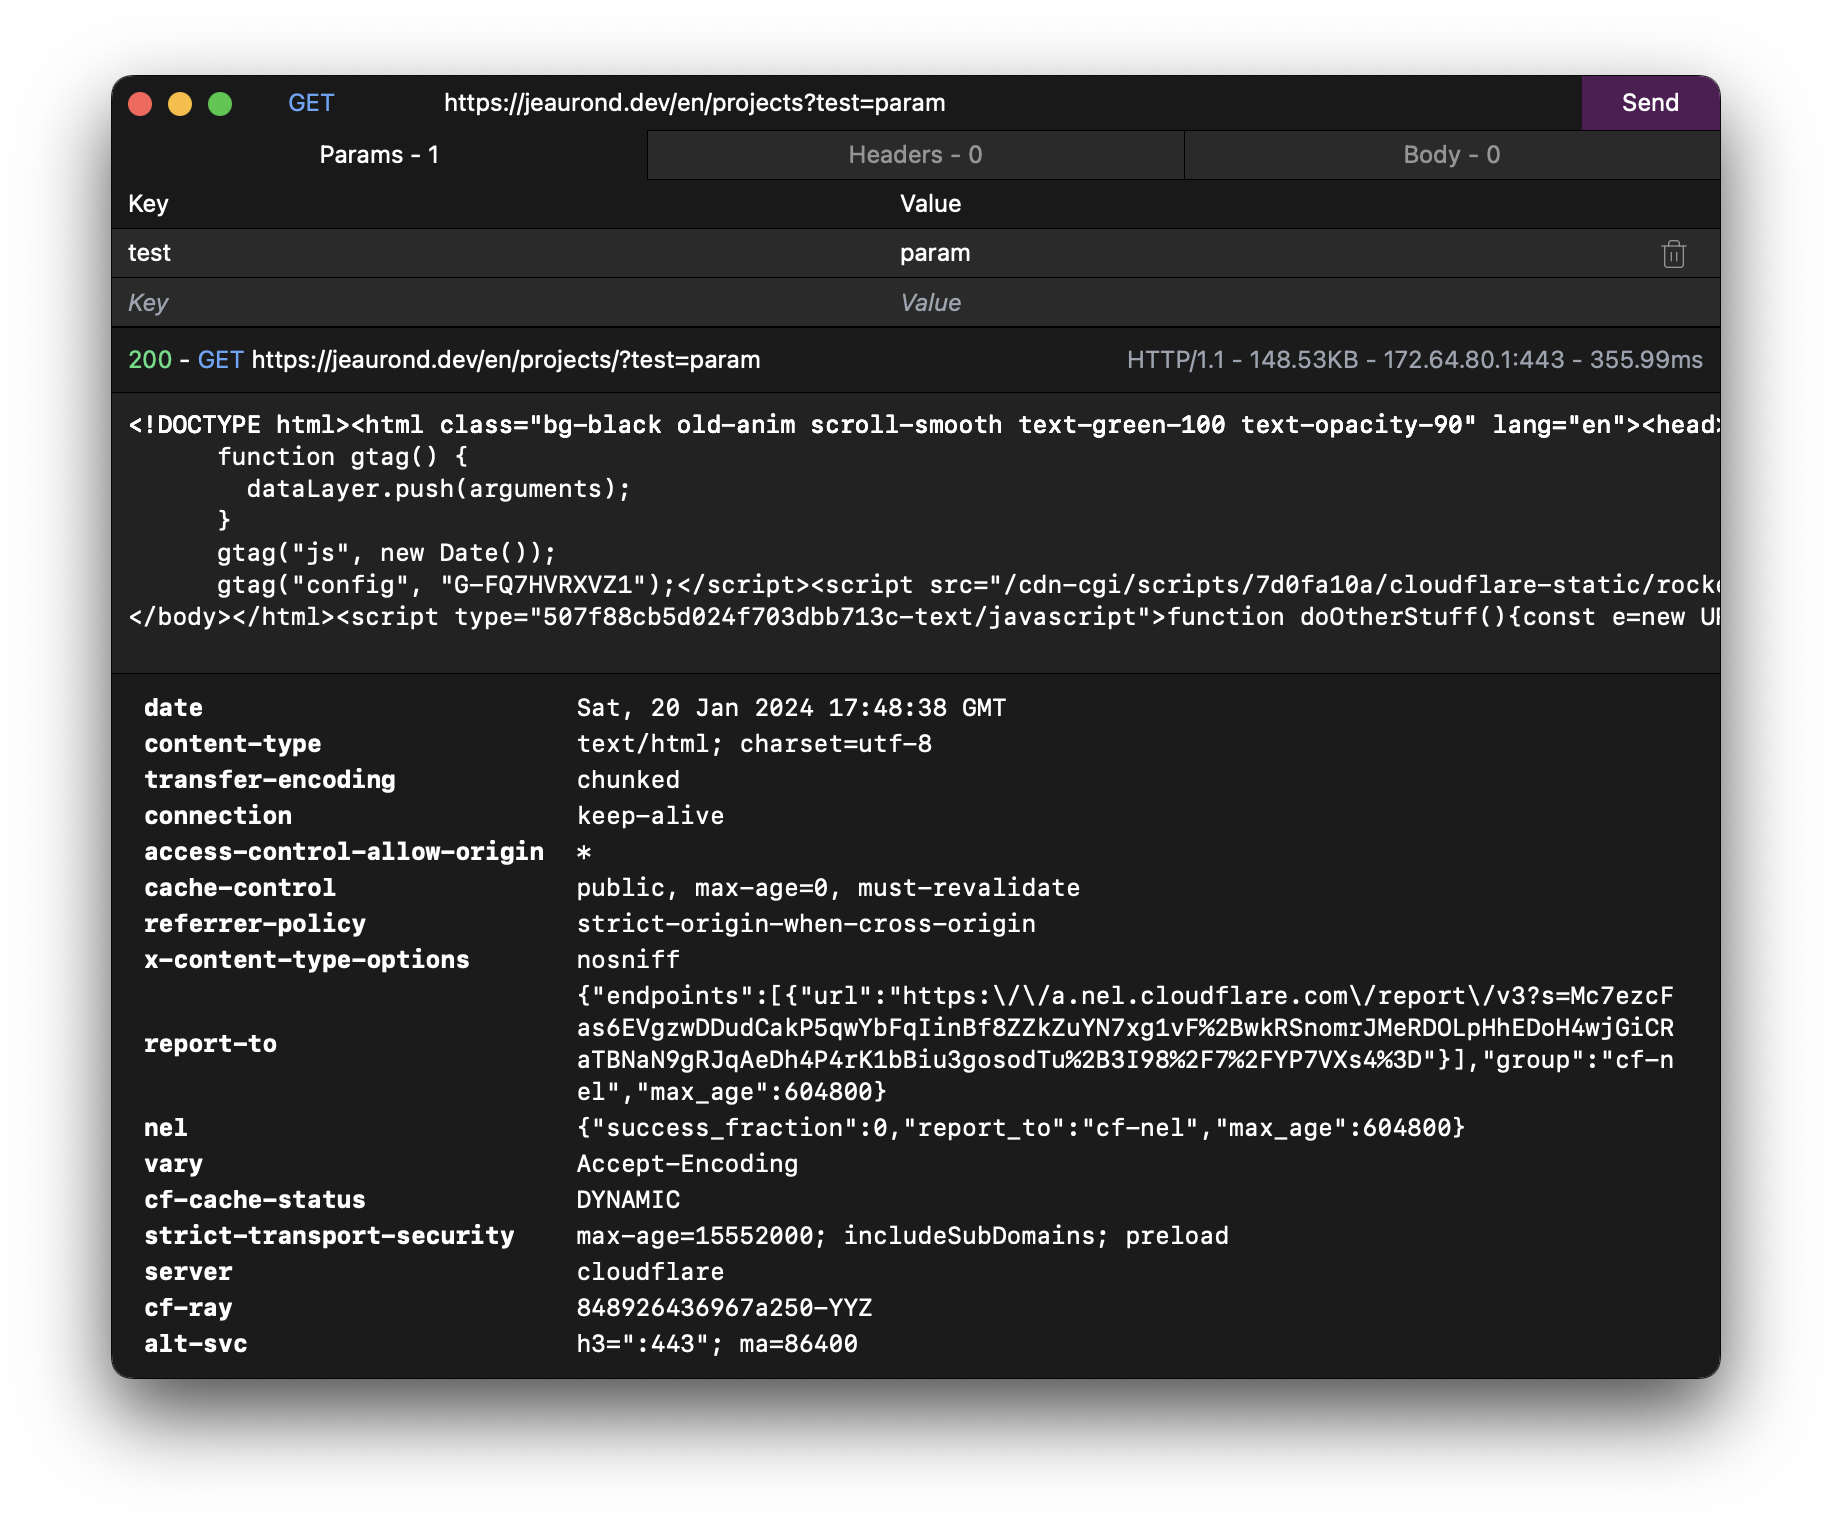 GET https://jeaurond.dev/en/projects?test=param Send
Params - 1 Headers - 0 Body - 0
Key Value
test param
Key Value
200 - GET https://jeaurond.dev/en/projects/?test=param HTTP/1.1 - 148.53KB - 172.64.80.1:443 - 355.99ms
<!DOCTYPE html><html class="bg-black old-anim scroll-smooth text-green-100 text-opacity-90" lang="en"><head>
function gtag() {
dataLayer.push(arguments);
}
gtag("js", new Date());
gtag("config", "G-FQ7HVRXVZ1");</script><script src="/cdn-cgi/scripts/7d0fa10a/cloudflare-static/rocke
</body></html><script type="507f88cb5d024f703dbb713c-text/javascript">function doOtherStuff(){const e=new UR
date Sat, 20 Jan 2024 17:48:38 GMT
content-type text/html; charset=utf-8
transfer-encoding chunked
connection keep-alive
access-control-allow-origin *
cache-control public, max-age=0, must-revalidate
referrer-policy strict-origin-when-cross-origin
x-content-type-options nosniff
report-to {"endpoints":[{"url":"https:\/\/a.nel.cloudflare.com\/report\/v3?s=Mc7ezcF
as6EVgzwDDudCakP5qwYbFqIinBf8ZZkZuYN7xg1vF%2BwkRSnomrJMeRDOLpHhEDoH4wjGiCR
aTBNaN9gRJqAeDh4P4rK1bBiu3gosodTu%2B3I98%2F7%2FYP7VXs4%3D"}],"group":"cf-n
el","max_age":604800}
nel {"success_fraction":0,"report_to":"cf-nel","max_age":604800}
vary Accept-Encoding
cf-cache-status DYNAMIC
strict-transport-security max-age=15552000; includeSubDomains; preload
server cloudflare
cf-ray 848926436967a250-YYZ
alt-svc h3=":443"; ma=86400